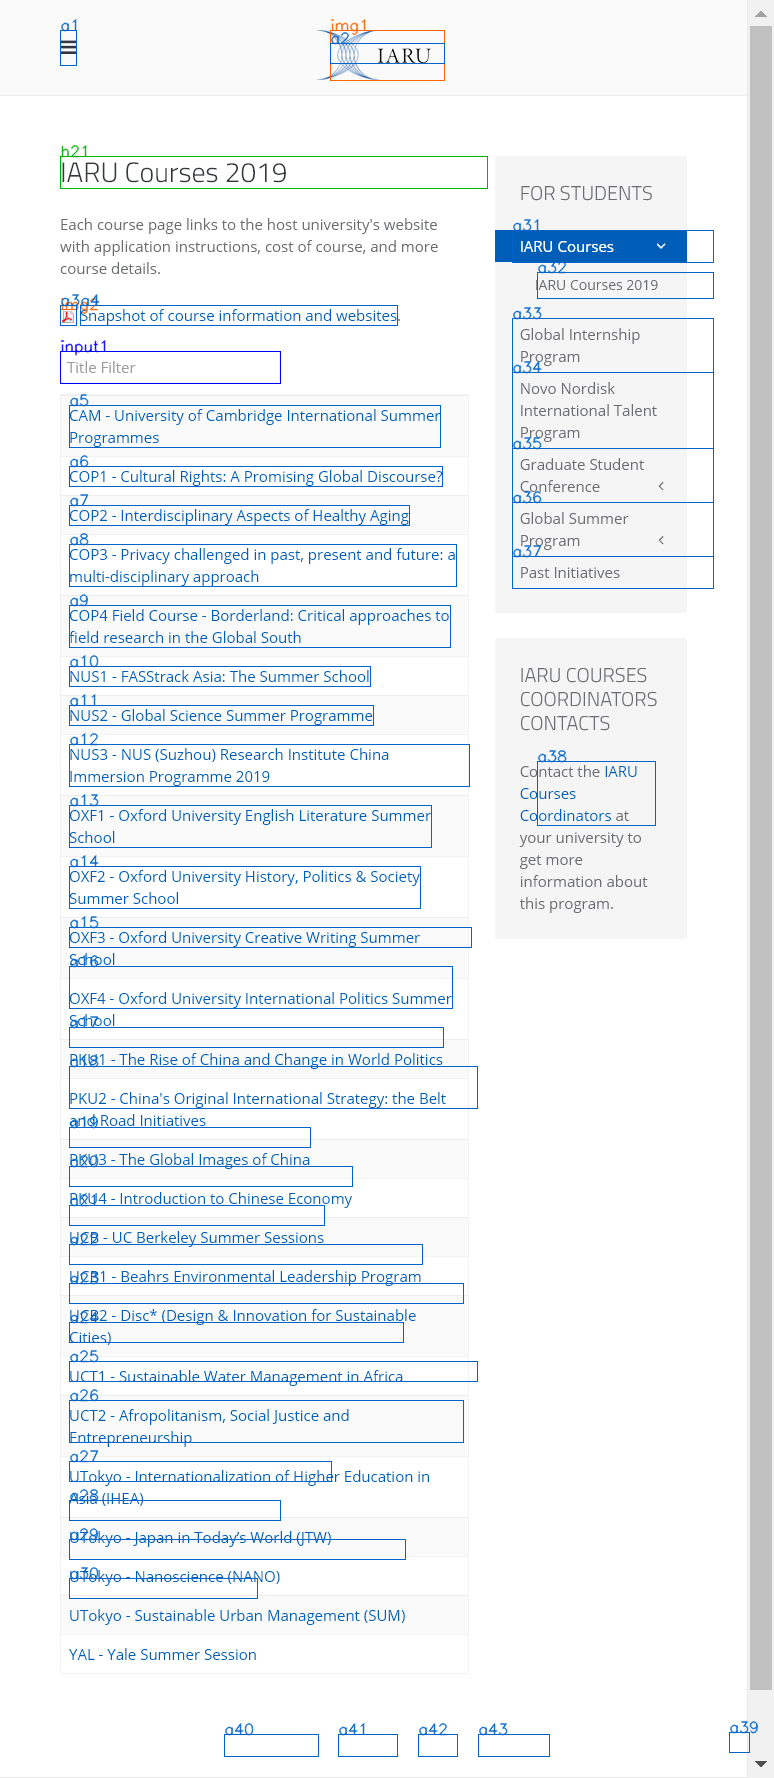 a1
img1
a2
IARU
h21
IARU Courses 2019
Each course page links to the host university's website
with application instructions, cost of course, and more
course details.
a3 a4
img2
Snapshot of course information and websites.
input1
Title Filter
a5
CAM - University of Cambridge International Summer
Programmes
a6
COP1 - Cultural Rights: A Promising Global Discourse?
a7
COP2 - Interdisciplinary Aspects of Healthy Aging
a8
COP3 - Privacy challenged in past, present and future: a
multi-disciplinary approach
a9
COP4 Field Course - Borderland: Critical approaches to
field research in the Global South
a10
NUS1 - FASStrack Asia: The Summer School
a11
NUS2 - Global Science Summer Programme
a12
NUS3 - NUS (Suzhou) Research Institute China
Immersion Programme 2019
a13
OXF1 - Oxford University English Literature Summer
School
a14
OXF2 - Oxford University History, Politics & Society
Summer School
a15
OXF3 - Oxford University Creative Writing Summer
School
a16
OXF4 - Oxford University International Politics Summer
School
a17
PKU1 - The Rise of China and Change in World Politics
a18
PKU2 - China's Original International Strategy: the Belt
and Road Initiatives
a19
PKU3 - The Global Images of China
a20
PKU4 - Introduction to Chinese Economy
a21
UCB - UC Berkeley Summer Sessions
a22
UCB1 - Beahrs Environmental Leadership Program
a23
UCB2 - Disc* (Design & Innovation for Sustainable
Cities)
a24
a25
UCT1 - Sustainable Water Management in Africa
a26
UCT2 - Afropolitanism, Social Justice and
Entrepreneurship
a27
UTokyo - Internationalization of Higher Education in
Asia (IHEA)
a28
UTokyo - Japan in Today’s World (JTW)
a29
UTokyo - Nanoscience (NANO)
a30
UTokyo - Sustainable Urban Management (SUM)
YAL - Yale Summer Session
FOR STUDENTS
a31
IARU Courses
a32
IARU Courses 2019
a33
Global Internship
Program
a34
Novo Nordisk
International Talent
Program
a35
Graduate Student
Conference
a36
Global Summer
Program
a37
Past Initiatives
IARU COURSES
COORDINATORS
CONTACTS
a38
Contact the IARU
Courses
Coordinators at
your university to
get more
information about
this program.
a40 a41 a42 a43 a39